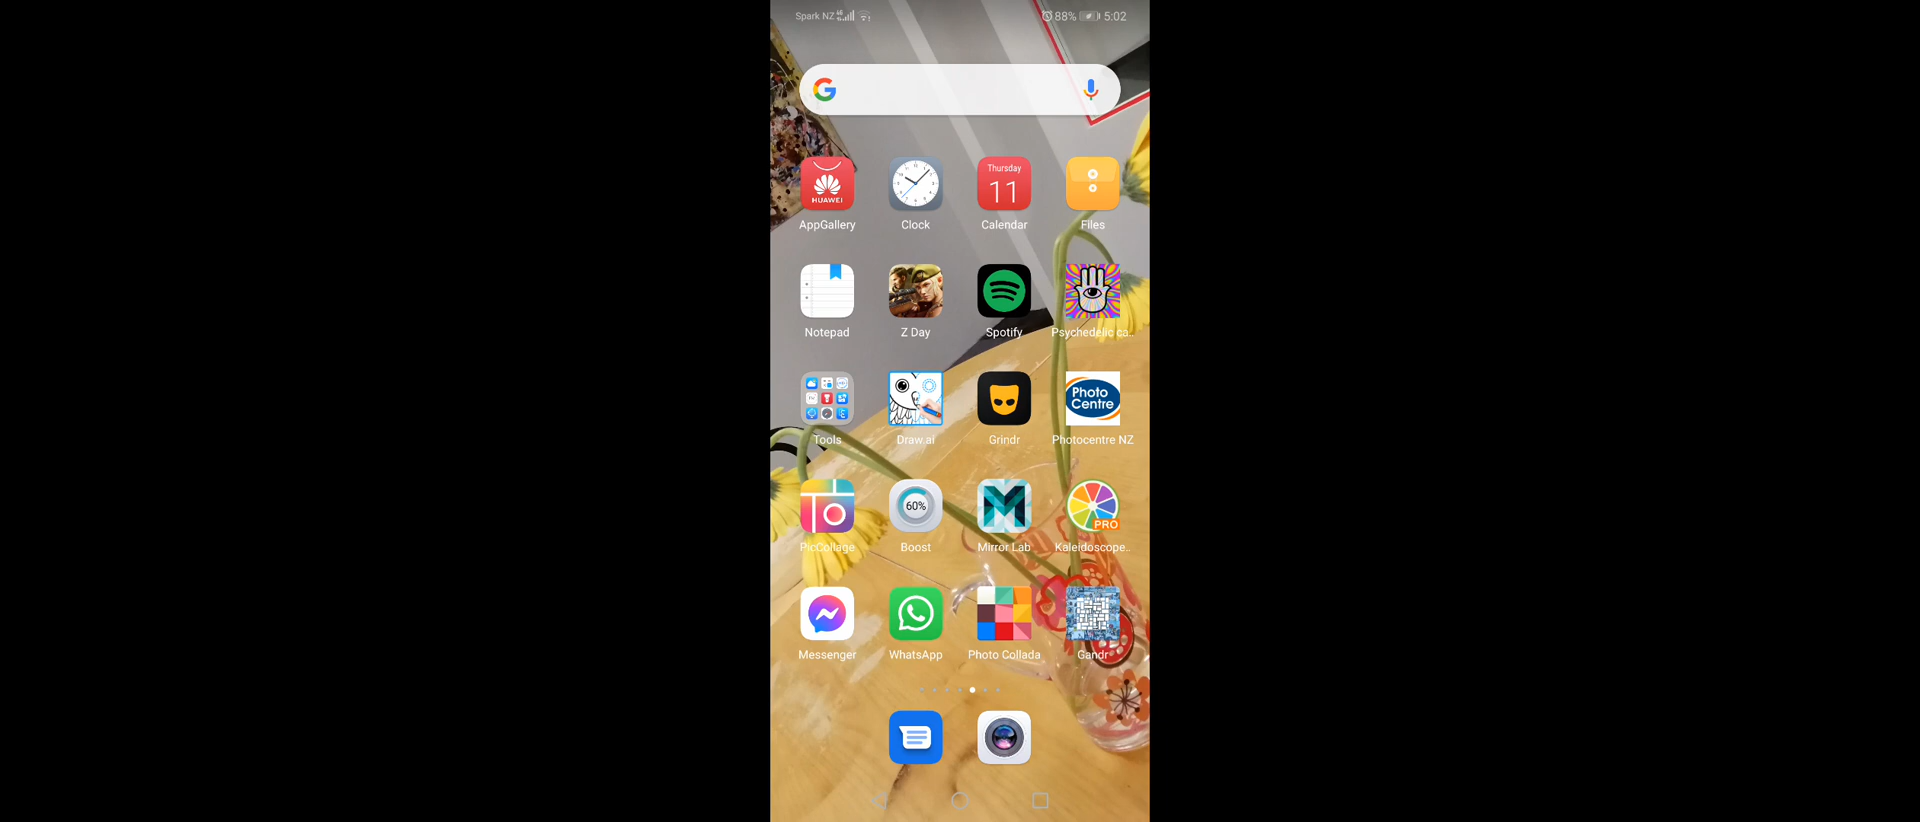 Spark NZ 88% 5:02
Thursday
11
HUAWEI
AppGallery Clock Calendar Files
Notepad Z Day Spotify Psychedelic ca..
Photo
Centre
Tools Draw.ai Grindr Photocentre NZ
60%
PRO
PicCollage Boost Mirror Lab Kaleidoscope..
Messenger WhatsApp Photo Collada Gandr